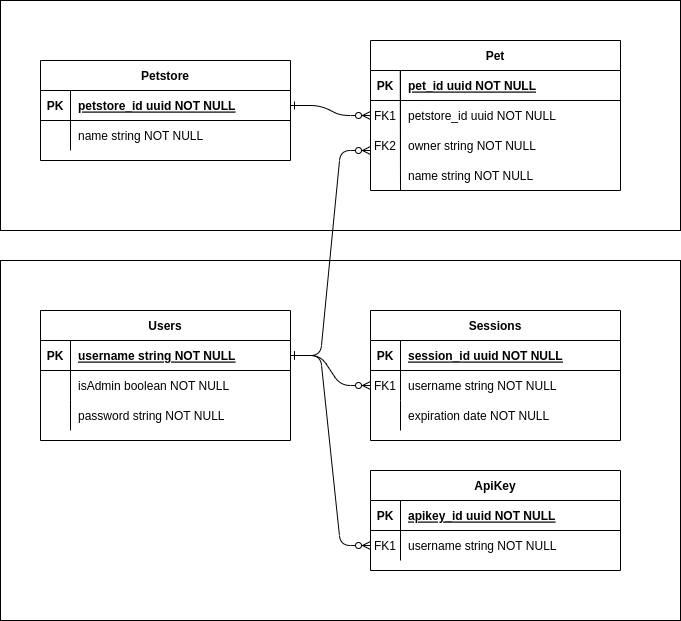 Petstore
PK petstore_id uuid NOT NULL
name string NOT NULL
Pet
PK pet_id uuid NOT NULL
FK1 petstore_id uuid NOT NULL
FK2 owner string NOT NULL
name string NOT NULL
Users
PK username string NOT NULL
isAdmin boolean NOT NULL
password string NOT NULL
Sessions
PK session_id uuid NOT NULL
FK1 username string NOT NULL
expiration date NOT NULL
ApiKey
PK apikey_id uuid NOT NULL
FK1 username string NOT NULL